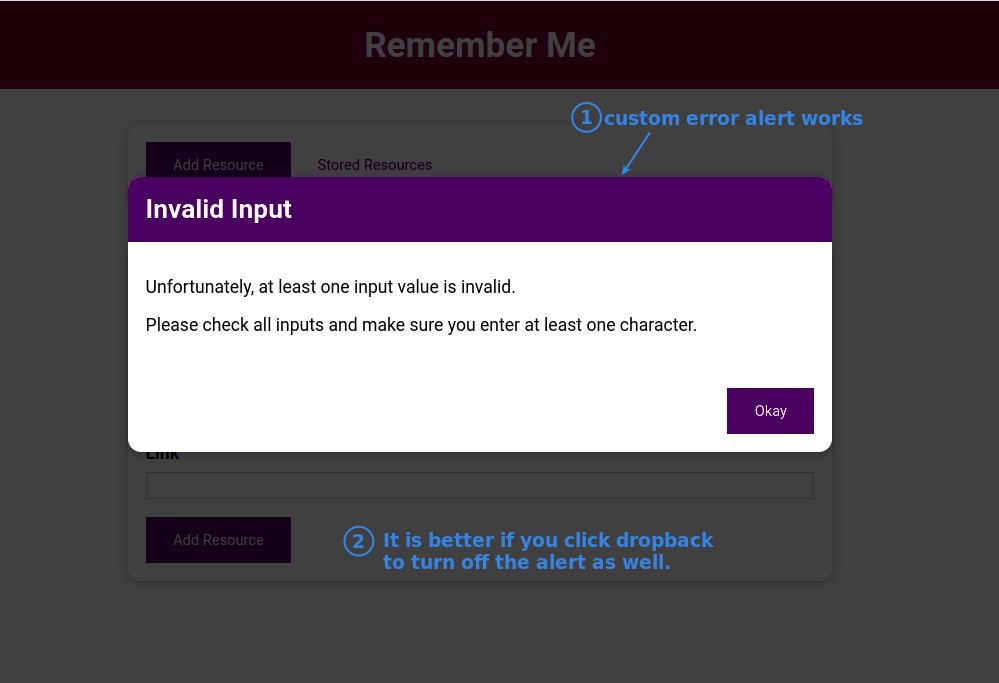 Remember Me
① custom error alert works
Add Resource Stored Resources
Invalid Input
Unfortunately, at least one input value is invalid.
Please check all inputs and make sure you enter at least one character.
Okay
Link
Add Resource
② It is better if you click dropback
to turn off the alert as well.